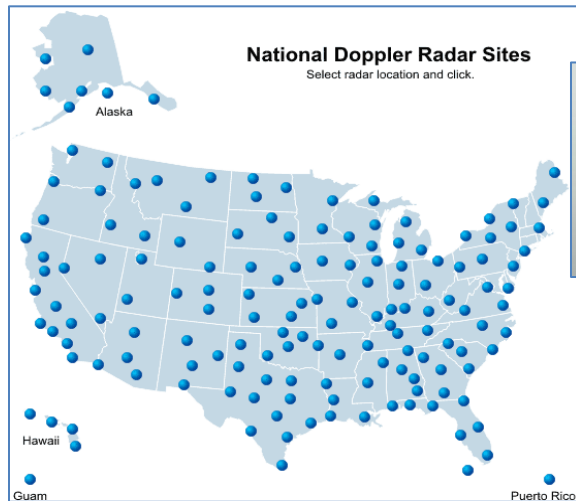 National Doppler Radar Sites
Select radar location and click.
Alaska
Hawaii
Guam
Puerto Rico